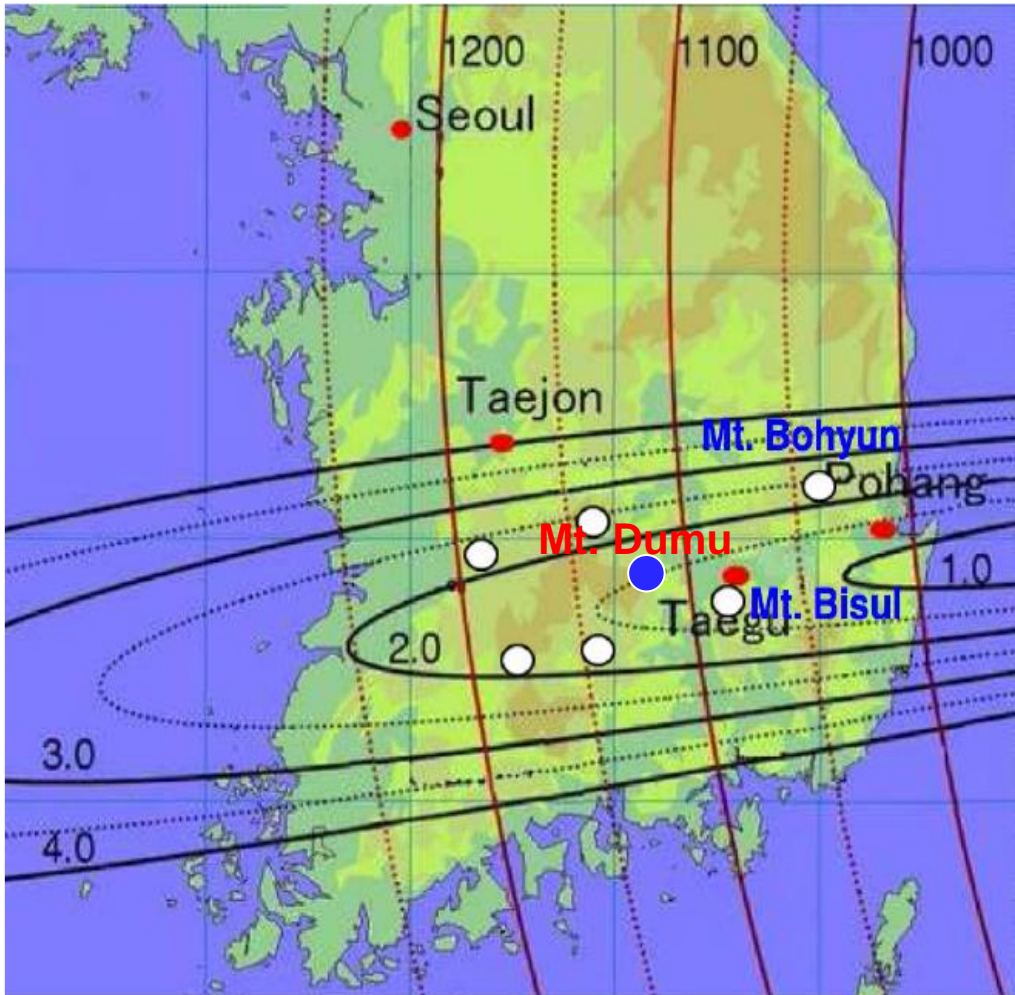 1200
1100
1000
Seoul
Taejon
Mt. Bohyun
Pohang
Mt. Dumu
1.0
Mt. Bisul
Taegu
2.0
3.0
4.0